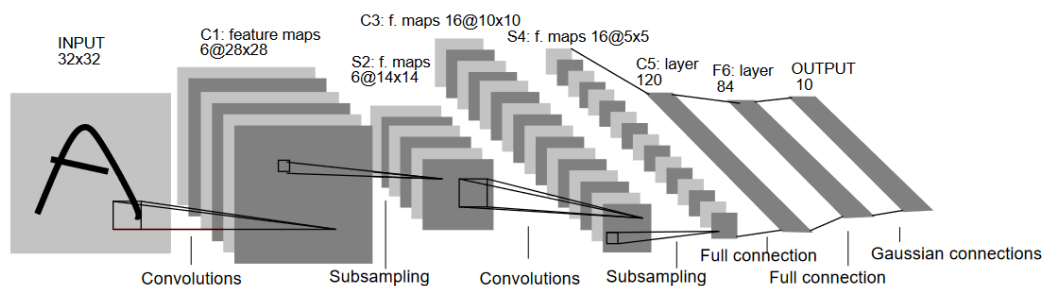 INPUT
32x32
C1: feature maps
6@28x28
S2: f. maps
6@14x14
C3: f. maps 16@10x10
S4: f. maps 16@5x5
C5: layer
120
F6: layer
84
OUTPUT
10
Convolutions
Subsampling
Convolutions
Subsampling
Full connection
Full connection
Gaussian connections